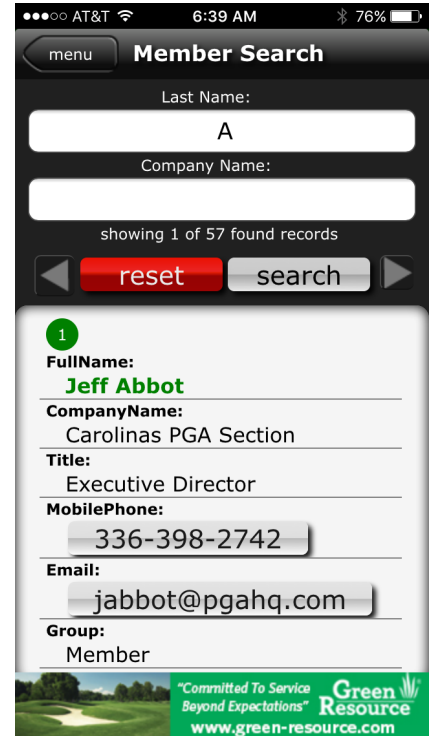 AT&T 6:39 AM 76%
menu Member Search
Last Name:
A
Company Name:
showing 1 of 57 found records
reset search
1
FullName:
Jeff Abbot
CompanyName:
Carolinas PGA Section
Title:
Executive Director
MobilePhone:
336-398-2742
Email:
jabbot@pgahq.com
Group:
Member
"Committed To Service
Beyond Expectations"
Green
Resource
www.green-resource.com